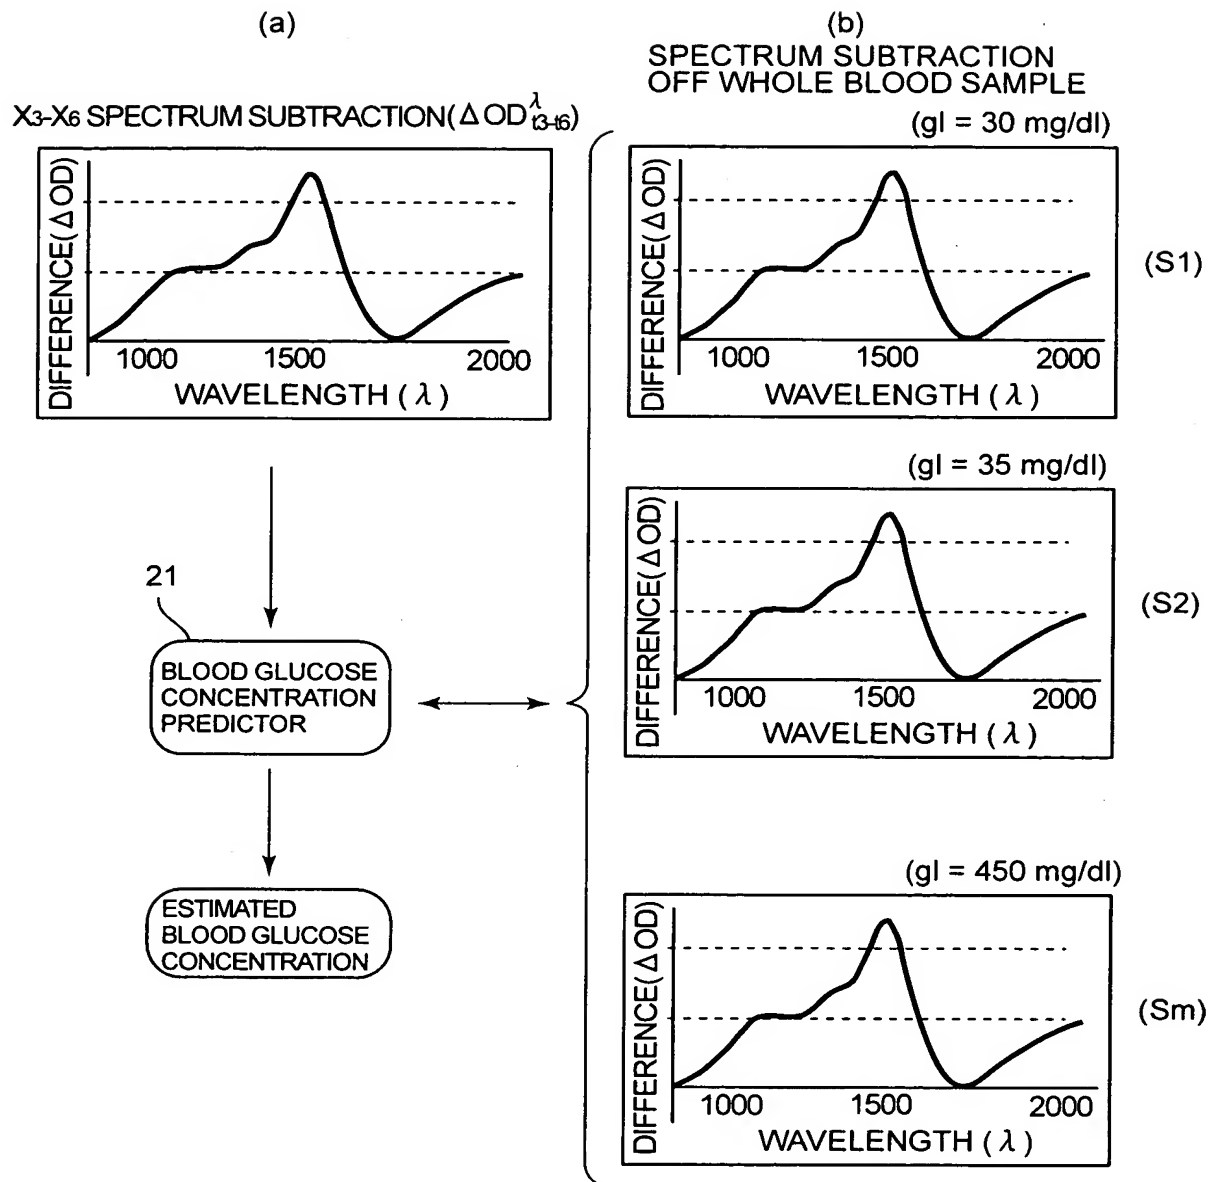 (a)
X3-X6 SPECTRUM SUBTRACTION(ΔOD^λ_t3-t6)
DIFFERENCE(ΔOD)
1000 1500 2000
WAVELENGTH (λ)
21
BLOOD GLUCOSE
CONCENTRATION
PREDICTOR
ESTIMATED
BLOOD GLUCOSE
CONCENTRATION
(b)
SPECTRUM SUBTRACTION
OFF WHOLE BLOOD SAMPLE
(gl = 30 mg/dl)
DIFFERENCE(ΔOD)
1000 1500 2000
WAVELENGTH (λ)
(S1)
(gl = 35 mg/dl)
DIFFERENCE(ΔOD)
1000 1500 2000
WAVELENGTH (λ)
(S2)
(gl = 450 mg/dl)
DIFFERENCE(ΔOD)
1000 1500 2000
WAVELENGTH (λ)
(Sm)